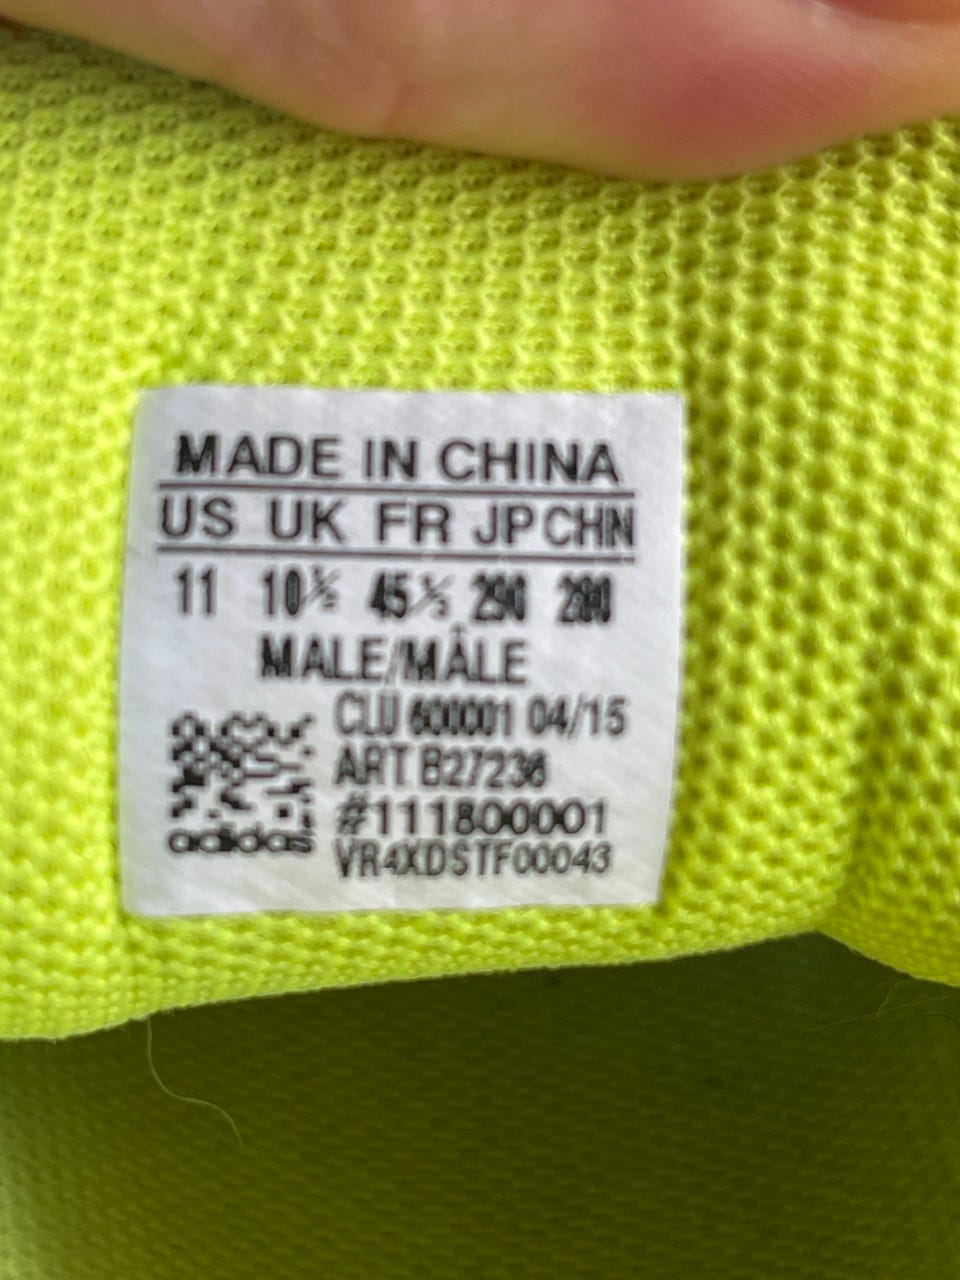 MADE IN CHINA
US UK FR JP CHN
11 10½ 45⅓ 290 280
MALE/MÂLE
CLU 600001 04/15
ART B27236
#111800001
VR4XDSTF00043
adidas